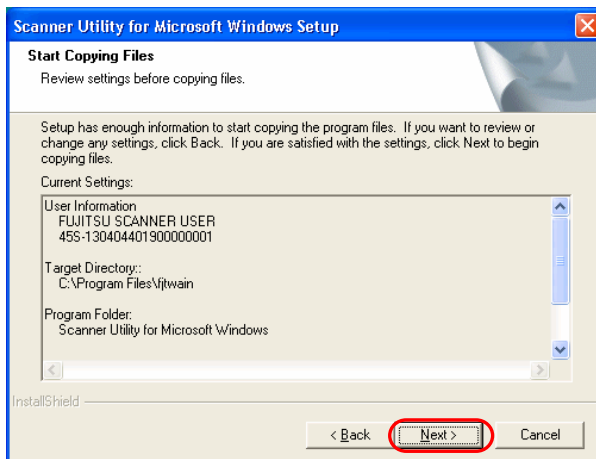 Scanner Utility for Microsoft Windows Setup
Start Copying Files
Review settings before copying files.
Setup has enough information to start copying the program files. If you want to review or
change any settings, click Back. If you are satisfied with the settings, click Next to begin
copying files.
Current Settings:
User Information
FUJITSU SCANNER USER
45S-130404401900000001
Target Directory::
C:\Program Files\fjtwain
Program Folder:
Scanner Utility for Microsoft Windows
InstallShield
< Back
Next >
Cancel